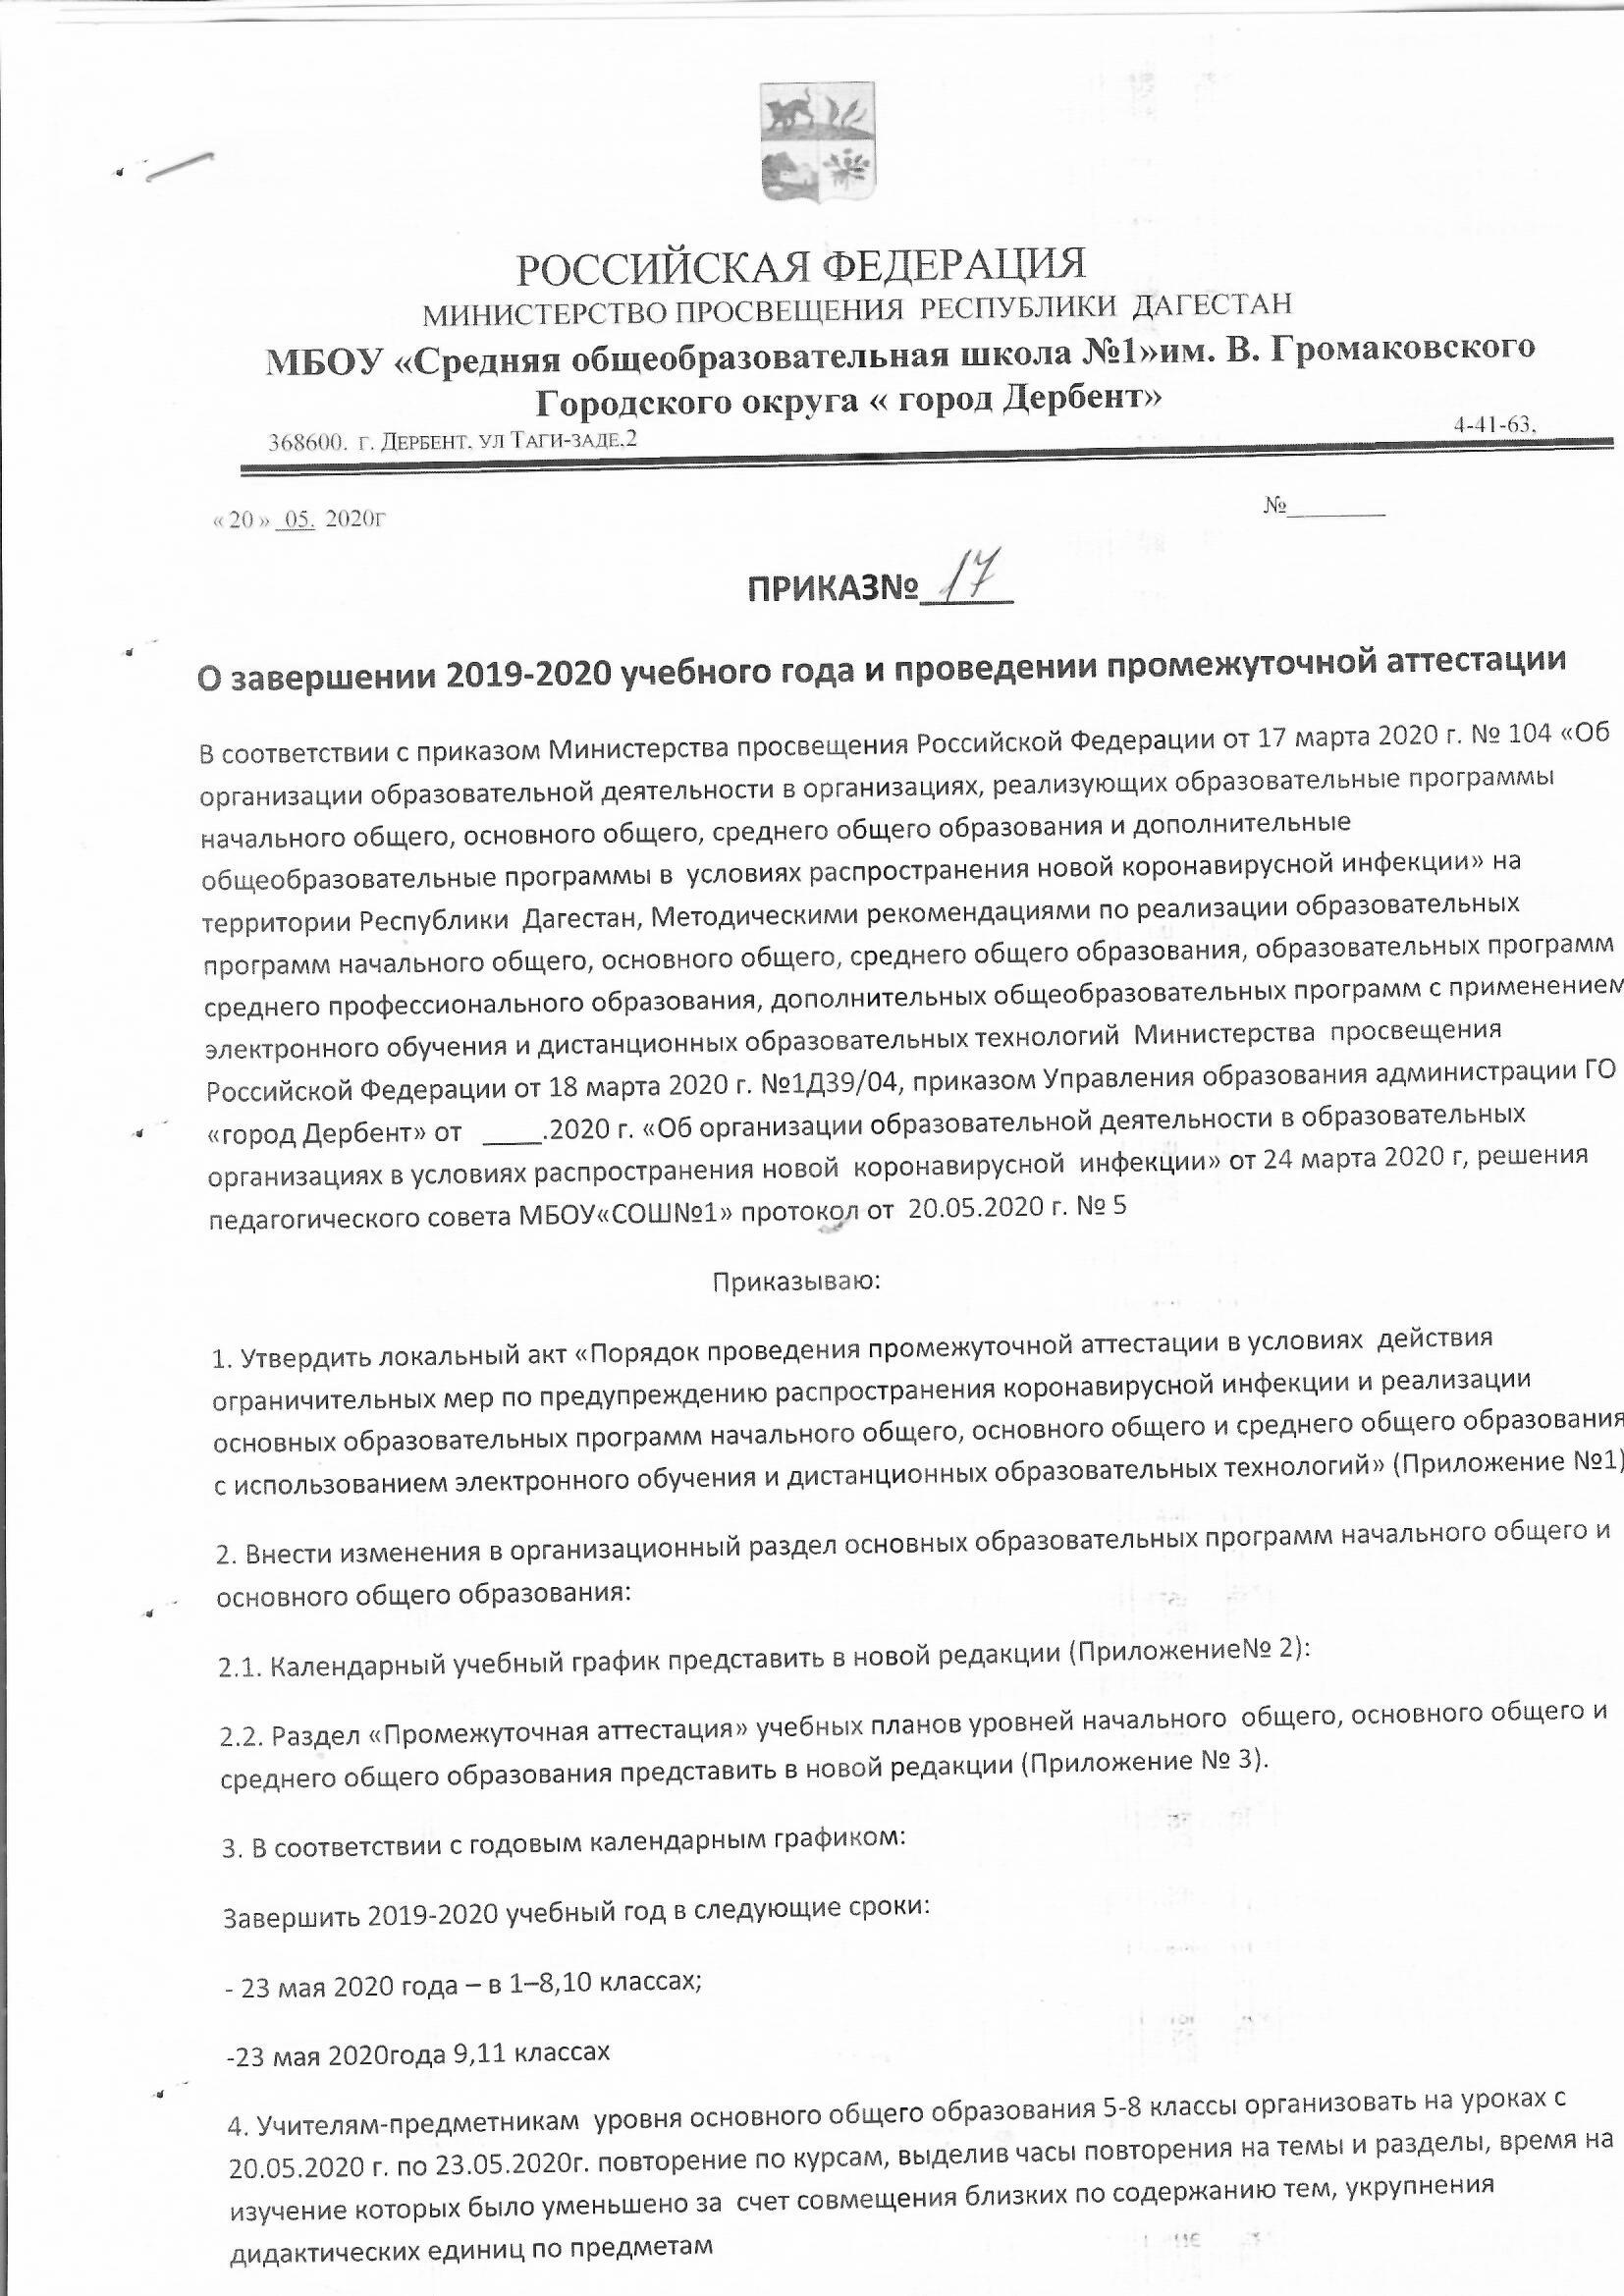 РОССИЙСКАЯ ФЕДЕРАЦИЯ
МИНИСТЕРСТВО ПРОСВЕЩЕНИЯ РЕСПУБЛИКИ ДАГЕСТАН
МБОУ «Средняя общеобразовательная школа №1»им. В. Громаковского
Городского округа « город Дербент»
368600. г. Дербент. ул Таги-заде.2
4-41-63,
« 20 » 05. 2020г
№________
ПРИКАЗ№ 17
О завершении 2019-2020 учебного года и проведении промежуточной аттестации
В соответствии с приказом Министерства просвещения Российской Федерации от 17 марта 2020 г. № 104 «Об
организации образовательной деятельности в организациях, реализующих образовательные программы
начального общего, основного общего, среднего общего образования и дополнительные
общеобразовательные программы в условиях распространения новой коронавирусной инфекции» на
территории Республики Дагестан, Методическими рекомендациями по реализации образовательных
программ начального общего, основного общего, среднего общего образования, образовательных программ
среднего профессионального образования, дополнительных общеобразовательных программ с применением
электронного обучения и дистанционных образовательных технологий Министерства просвещения
Российской Федерации от 18 марта 2020 г. №1Д39/04, приказом Управления образования администрации ГО
«город Дербент» от ____.2020 г. «Об организации образовательной деятельности в образовательных
организациях в условиях распространения новой коронавирусной инфекции» от 24 марта 2020 г, решения
педагогического совета МБОУ«СОШ№1» протокол от 20.05.2020 г. № 5
Приказываю:
1. Утвердить локальный акт «Порядок проведения промежуточной аттестации в условиях действия
ограничительных мер по предупреждению распространения коронавирусной инфекции и реализации
основных образовательных программ начального общего, основного общего и среднего общего образования
с использованием электронного обучения и дистанционных образовательных технологий» (Приложение №1)
2. Внести изменения в организационный раздел основных образовательных программ начального общего и
основного общего образования:
2.1. Календарный учебный график представить в новой редакции (Приложение№ 2):
2.2. Раздел «Промежуточная аттестация» учебных планов уровней начального общего, основного общего и
среднего общего образования представить в новой редакции (Приложение № 3).
3. В соответствии с годовым календарным графиком:
Завершить 2019-2020 учебный год в следующие сроки:
- 23 мая 2020 года – в 1–8,10 классах;
-23 мая 2020года 9,11 классах
4. Учителям-предметникам уровня основного общего образования 5-8 классы организовать на уроках с
20.05.2020 г. по 23.05.2020г. повторение по курсам, выделив часы повторения на темы и разделы, время на
изучение которых было уменьшено за счет совмещения близких по содержанию тем, укрупнения
дидактических единиц по предметам